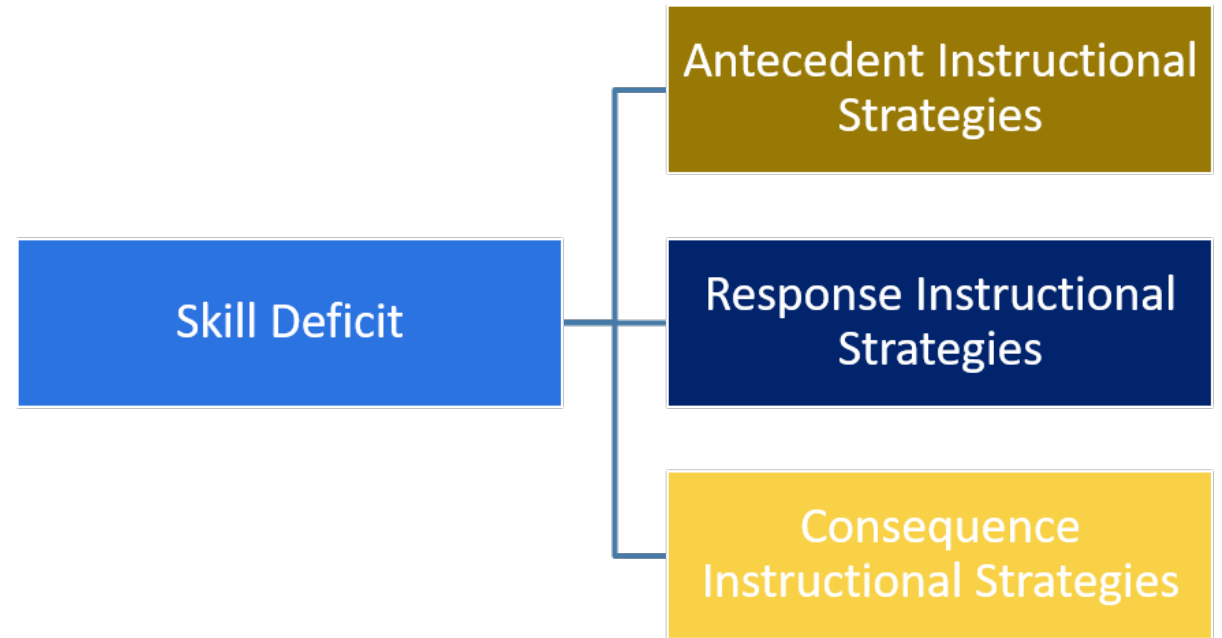 Antecedent Instructional
Strategies
Skill Deficit
Response Instructional
Strategies
Consequence
Instructional Strategies